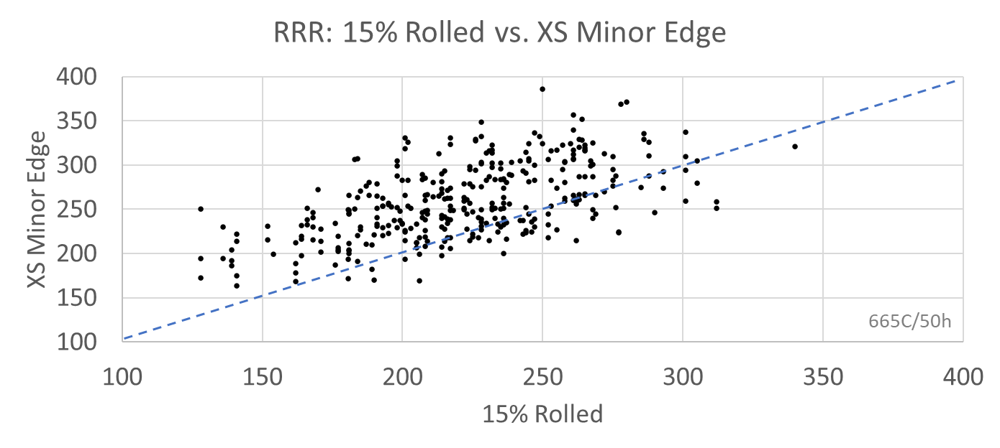 RRR: 15% Rolled vs. XS Minor Edge
400
350
300
250
200
150
100
XS Minor Edge
665C/50h
100 150 200 250 300 350 400
15% Rolled